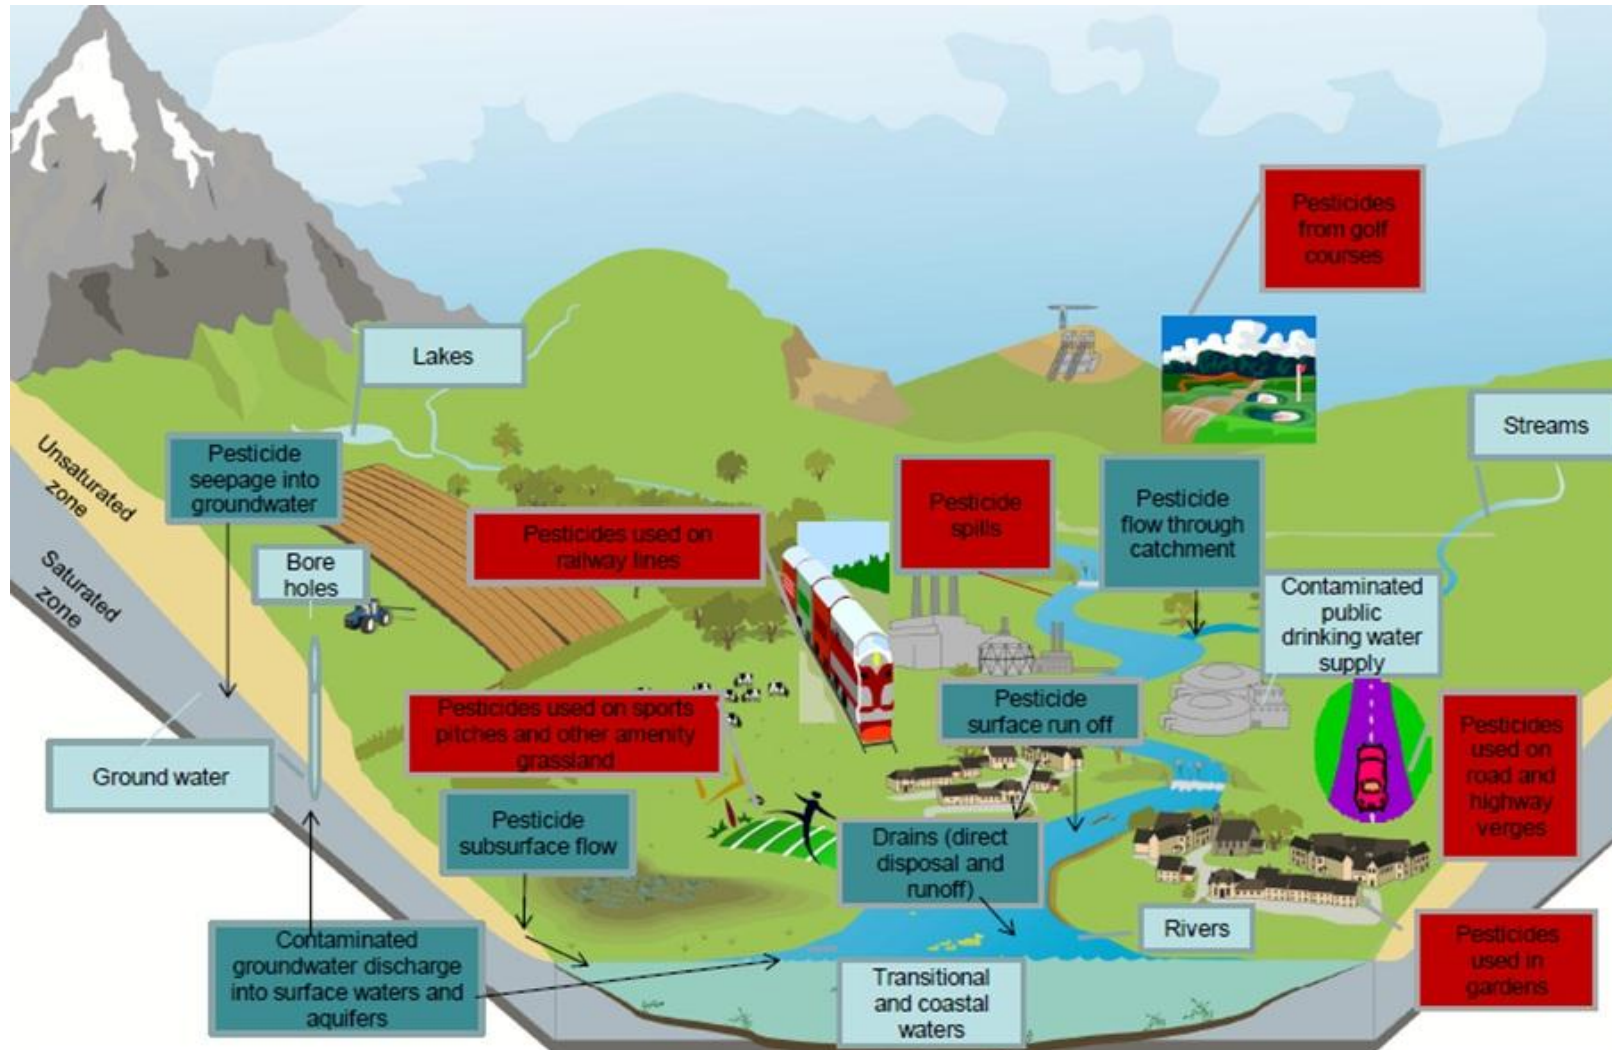 Pesticides
from golf
courses
Lakes
Streams
Unsaturated
zone
Pesticide
seepage into
groundwater
Pesticides used on
railway lines
Pesticide
spills
Pesticide
flow through
catchment
Saturated
zone
Bore
holes
Contaminated
public
drinking water
supply
Pesticides used on sports
pitches and other amenity
grassland
Pesticide
surface run off
Pesticides
used on
road and
highway
verges
Ground water
Pesticide
subsurface flow
Drains (direct
disposal and
runoff)
Rivers
Contaminated
groundwater discharge
into surface waters and
aquifers
Transitional
and coastal
waters
Pesticides
used in
gardens